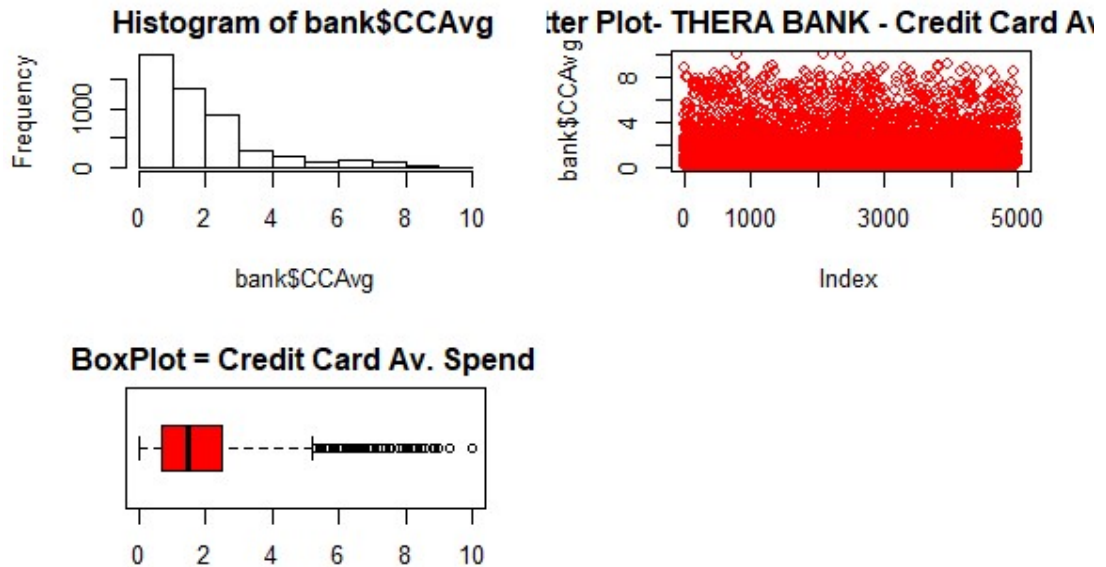 Histogram of bank$CCAvg
Frequency
0 1000
0 2 4 6 8 10
bank$CCAvg
tter Plot- THERA BANK - Credit Card Av
bank$CCAvg
0 4 8
0 1000 3000 5000
Index
BoxPlot = Credit Card Av. Spend
0 2 4 6 8 10